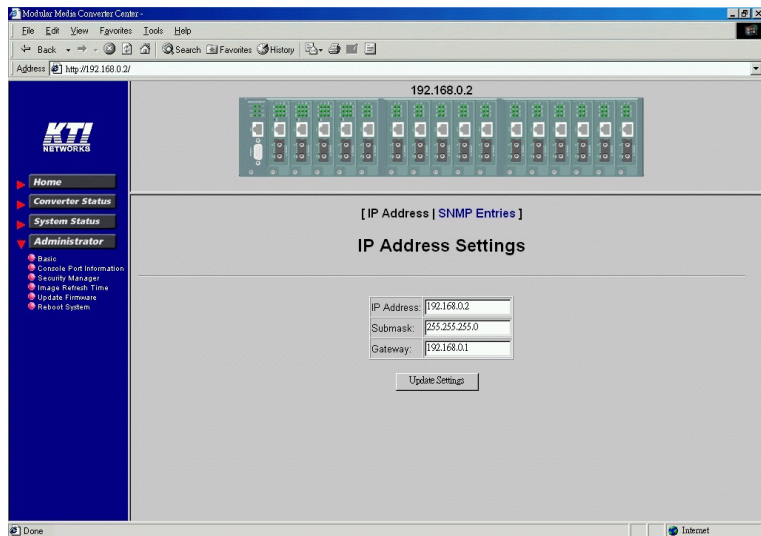 Modular Media Converter Center -
File Edit View Favorites Tools Help
Back Search Favorites History
Address http://192.168.0.2/
192.168.0.2
KTI
NETWORKS
Home
Converter Status
System Status
Administrator
Basic
Console Port Information
Security Manager
Image Refresh Time
Update Firmware
Reboot System
[ IP Address | SNMP Entries ]
IP Address Settings
IP Address: 192.168.0.2
Submask: 255.255.255.0
Gateway: 192.168.0.1
Update Settings
Done Internet